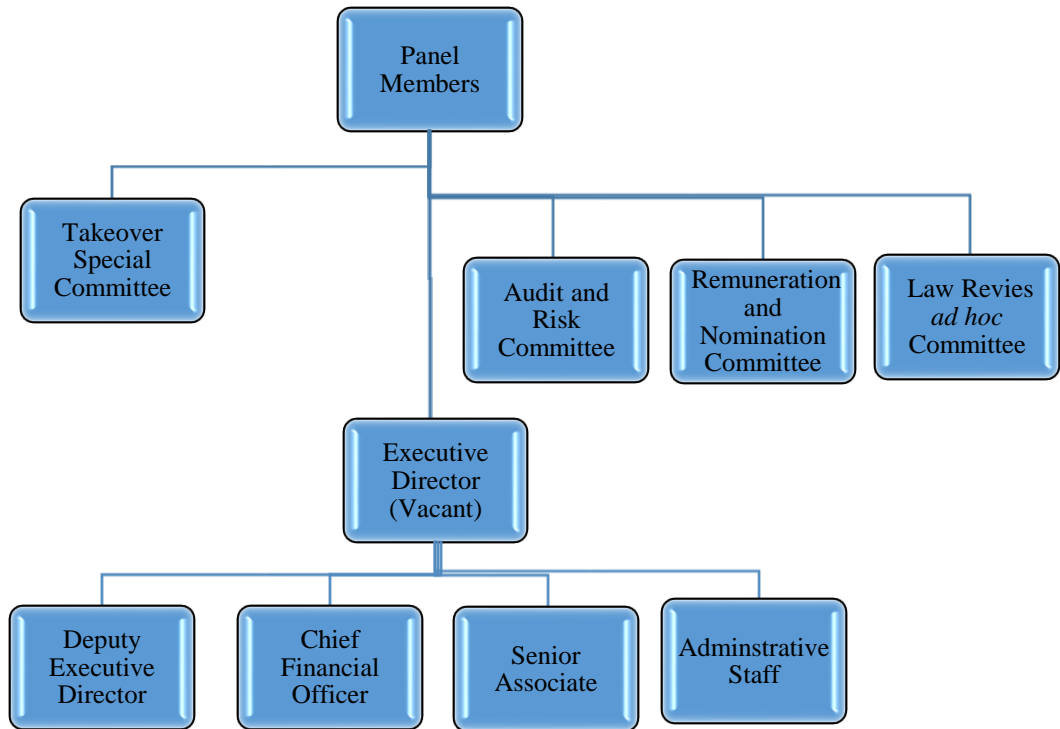 Panel
Members
Takeover
Special
Committee
Audit and
Risk
Committee
Remuneration
and
Nomination
Committee
Law Revies
ad hoc
Committee
Executive
Director
(Vacant)
Deputy
Executive
Director
Chief
Financial
Officer
Senior
Associate
Adminstrative
Staff